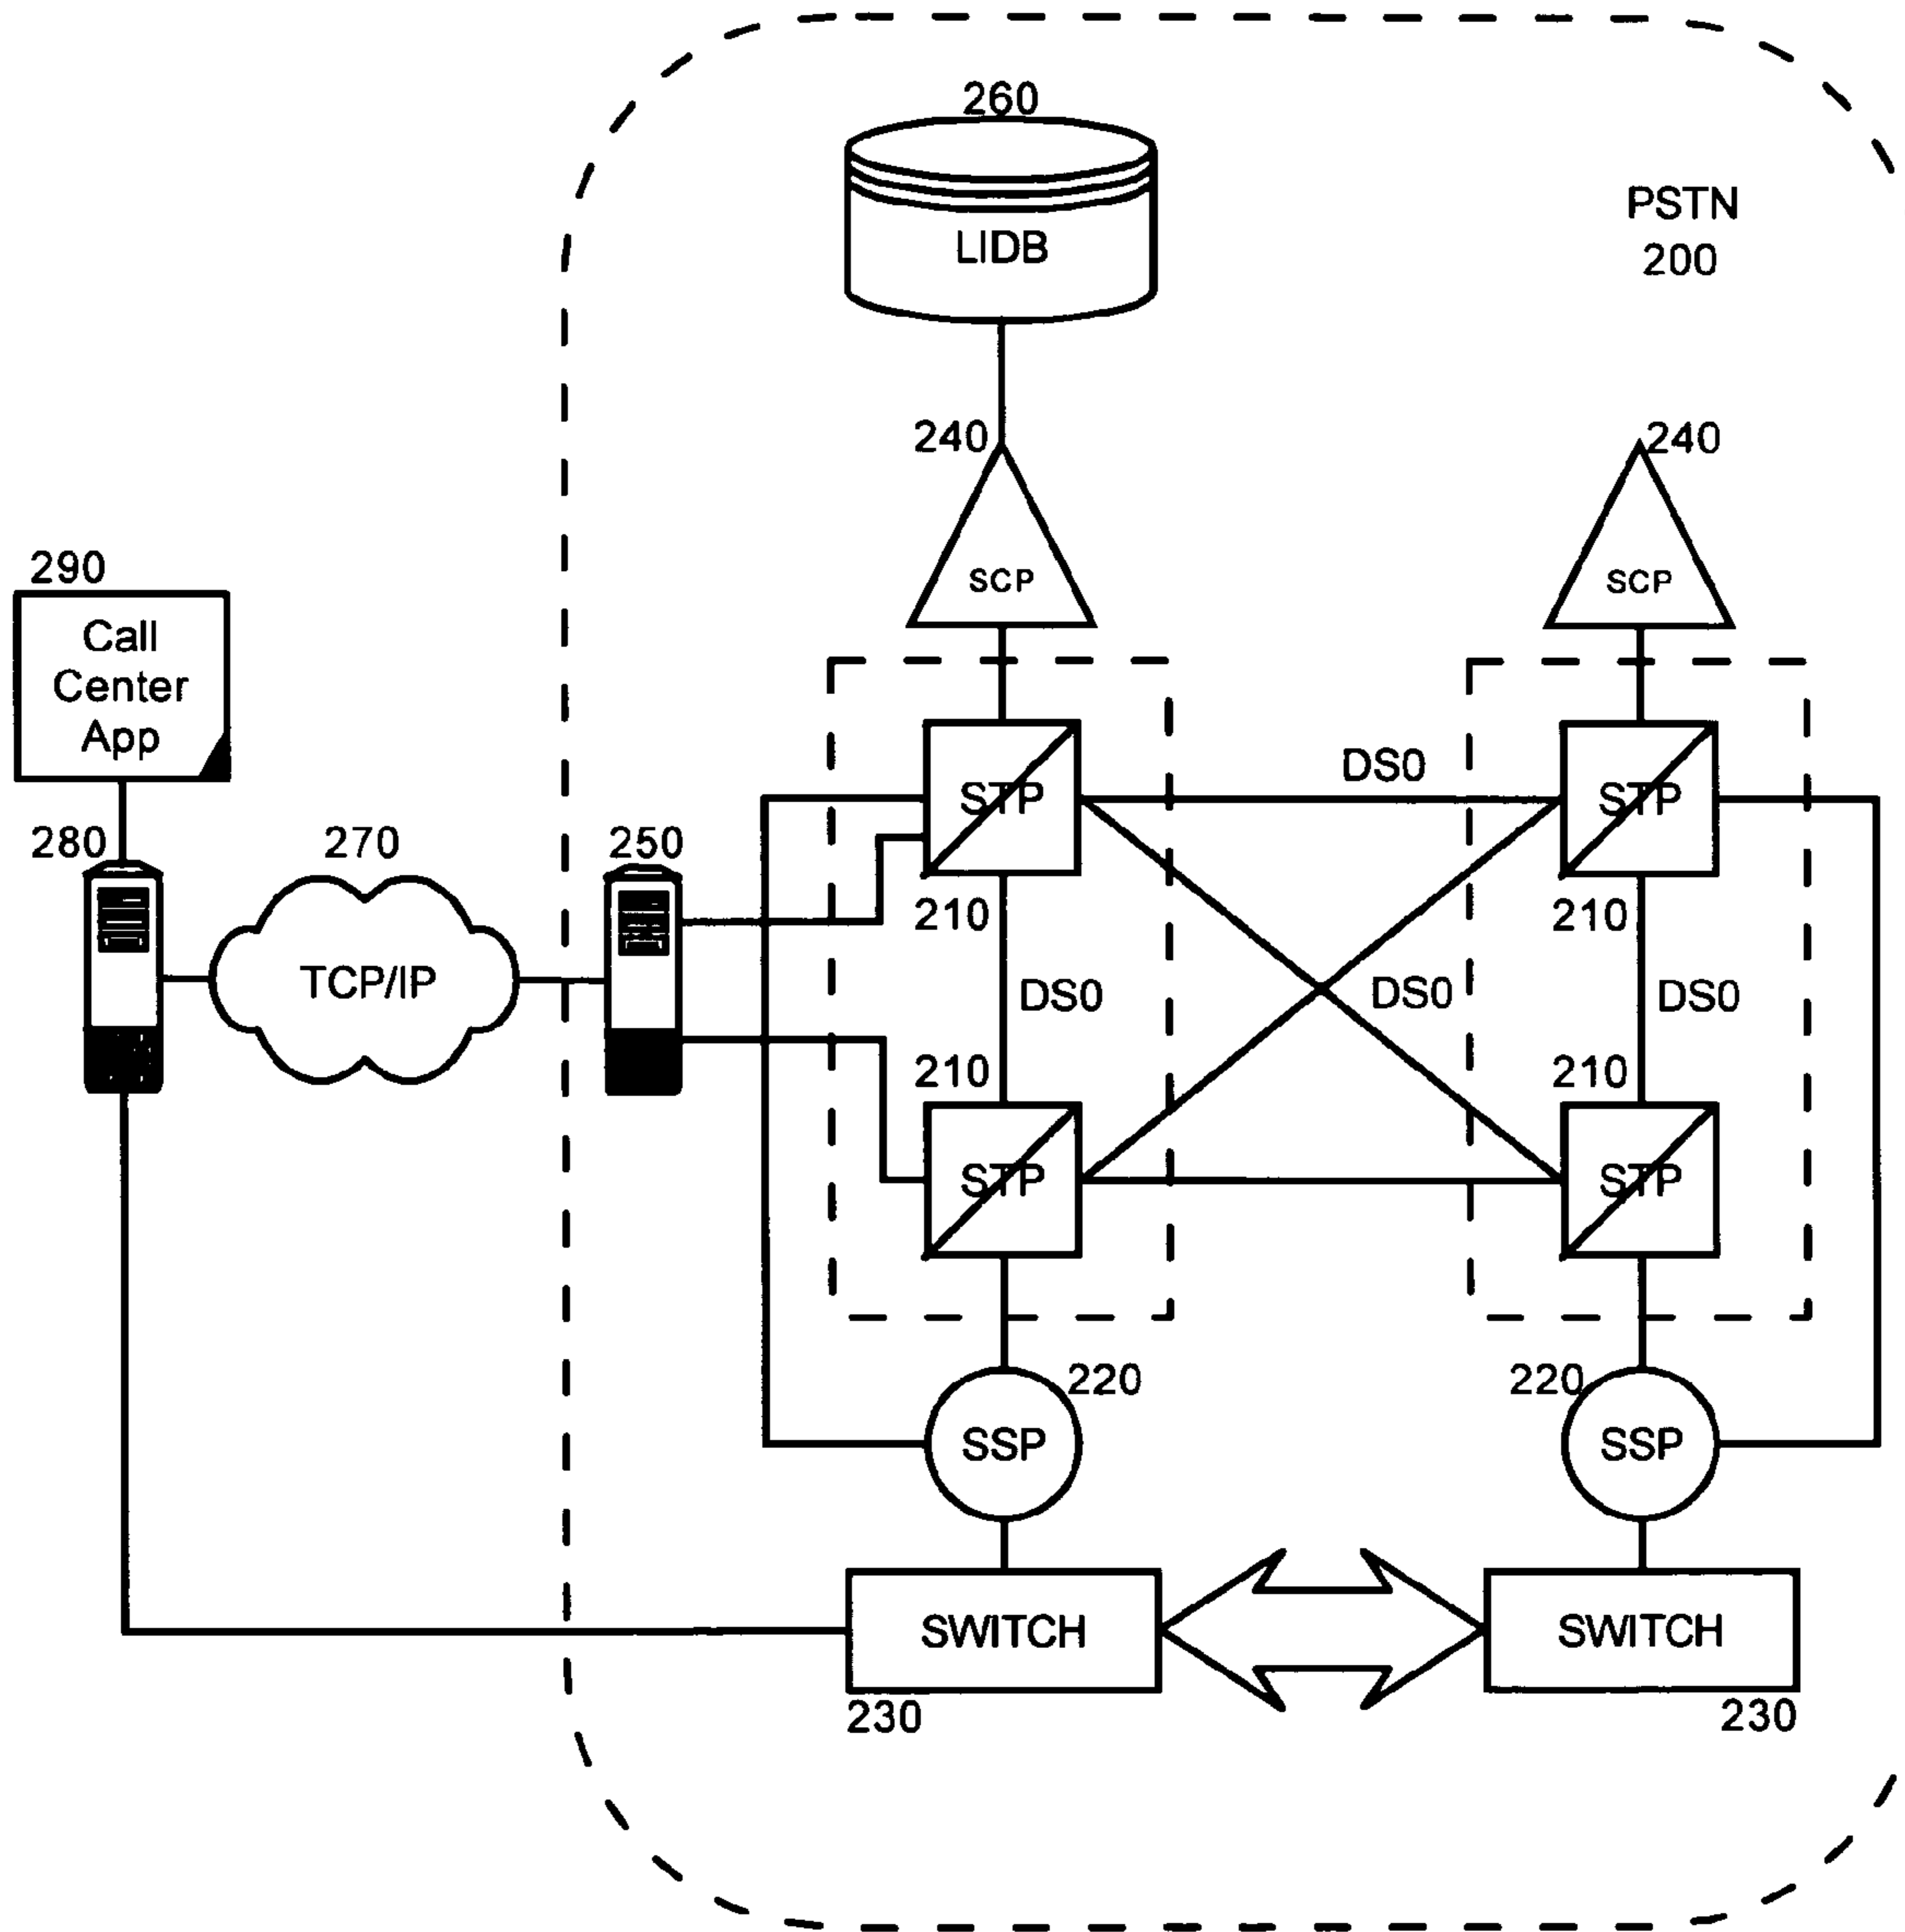 260
LIDB
PSTN
200
240
SCP
240
SCP
290
Call
Center
App
STP
DS0
STP
280
270
250
210
210
TCP/IP
DS0
DS0
DS0
210
210
STP
STP
220
SSP
220
SSP
SWITCH
230
SWITCH
230